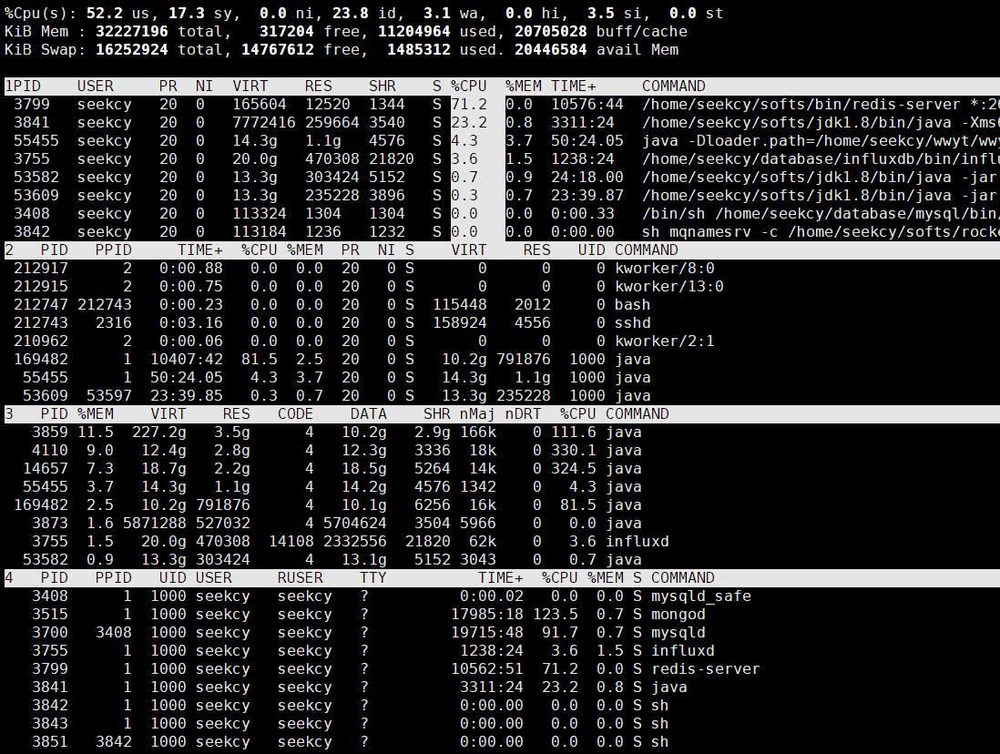 %Cpu(s): 52.2 us, 17.3 sy,  0.0 ni, 23.8 id,  3.1 wa,  0.0 hi,  3.5 si,  0.0 st
KiB Mem : 32227196 total,   317204 free, 11204964 used, 20705028 buff/cache
KiB Swap: 16252924 total, 14767612 free,  1485312 used. 20446584 avail Mem
1PID    USER     PR  NI  VIRT    RES    SHR    S %CPU  %MEM TIME+     COMMAND
3799   seekcy   20  0   165604  12520  1344   S 71.2  0.0  10576:44  /home/seekcy/softs/bin/redis-server *:26
3841   seekcy   20  0   7772416 259664 3540   S 23.2  0.8  3311:24   /home/seekcy/softs/jdk1.8/bin/java -Xms
55455  seekcy   20  0   14.3g   1.1g   4576   S 4.3   3.7  50:24.05  java -Dloader.path=/home/seekcy/wwyt/wwy
3755   seekcy   20  0   20.0g   470308 21820  S 3.6   1.5  1238:24   /home/seekcy/database/influxdb/bin/influ
53582  seekcy   20  0   13.3g   303424 5152   S 0.7   0.9  24:18.00  /home/seekcy/softs/jdk1.8/bin/java -jar
53609  seekcy   20  0   13.3g   235228 3896   S 0.3   0.7  23:39.87  /home/seekcy/softs/jdk1.8/bin/java -jar
3408   seekcy   20  0   113324  1304   1304   S 0.0   0.0  0:00.33   /bin/sh /home/seekcy/database/mysql/bin/
3842   seekcy   20  0   113184  1236   1232   S 0.0   0.0  0:00.00   sh mqnamesrv -c /home/seekcy/softs/rocke
2   PID   PPID     TIME+  %CPU %MEM  PR  NI S    VIRT    RES   UID COMMAND
212917      2   0:00.88   0.0  0.0  20   0 S       0      0     0 kworker/8:0
212915      2   0:00.75   0.0  0.0  20   0 S       0      0     0 kworker/13:0
212747 212743   0:00.23   0.0  0.0  20   0 S  115448   2012     0 bash
212743   2316   0:03.16   0.0  0.0  20   0 S  158924   4556     0 sshd
210962      2   0:00.06   0.0  0.0  20   0 S       0      0     0 kworker/2:1
169482      1  10407:42  81.5  2.5  20   0 S   10.2g 791876  1000 java
55455      1  50:24.05   4.3  3.7  20   0 S   14.3g   1.1g  1000 java
53609  53597  23:39.85   0.3  0.7  20   0 S   13.3g 235228  1000 java
3   PID %MEM    VIRT    RES   CODE    DATA    SHR nMaj nDRT  %CPU COMMAND
3859 11.5  227.2g   3.5g      4   10.2g   2.9g 166k    0 111.6 java
4110  9.0   12.4g   2.8g      4   12.3g   3336  18k    0 330.1 java
14657  7.3   18.7g   2.2g      4   18.5g   5264  14k    0 324.5 java
55455  3.7   14.3g   1.1g      4   14.2g   4576 1342    0   4.3 java
169482  2.5   10.2g 791876      4   10.1g   6256  16k    0  81.5 java
3873  1.6 5871288 527032      4 5704624   3504 5966    0   0.0 java
3755  1.5   20.0g 470308  14108 2332556  21820  62k    0   3.6 influxd
53582  0.9   13.3g 303424      4   13.1g   5152 3043    0   0.7 java
4   PID   PPID   UID USER     RUSER    TTY          TIME+  %CPU %MEM S COMMAND
3408      1  1000 seekcy   seekcy   ?          0:00.02   0.0  0.0 S mysqld_safe
3515      1  1000 seekcy   seekcy   ?         17985:18 123.5  0.7 S mongod
3700   3408  1000 seekcy   seekcy   ?         19715:48  91.7  0.7 S mysqld
3755      1  1000 seekcy   seekcy   ?          1238:24   3.6  1.5 S influxd
3799      1  1000 seekcy   seekcy   ?         10562:51  71.2  0.0 S redis-server
3841      1  1000 seekcy   seekcy   ?          3311:24  23.2  0.8 S java
3842      1  1000 seekcy   seekcy   ?          0:00.00   0.0  0.0 S sh
3843      1  1000 seekcy   seekcy   ?          0:00.00   0.0  0.0 S sh
3851   3842  1000 seekcy   seekcy   ?          0:00.00   0.0  0.0 S sh